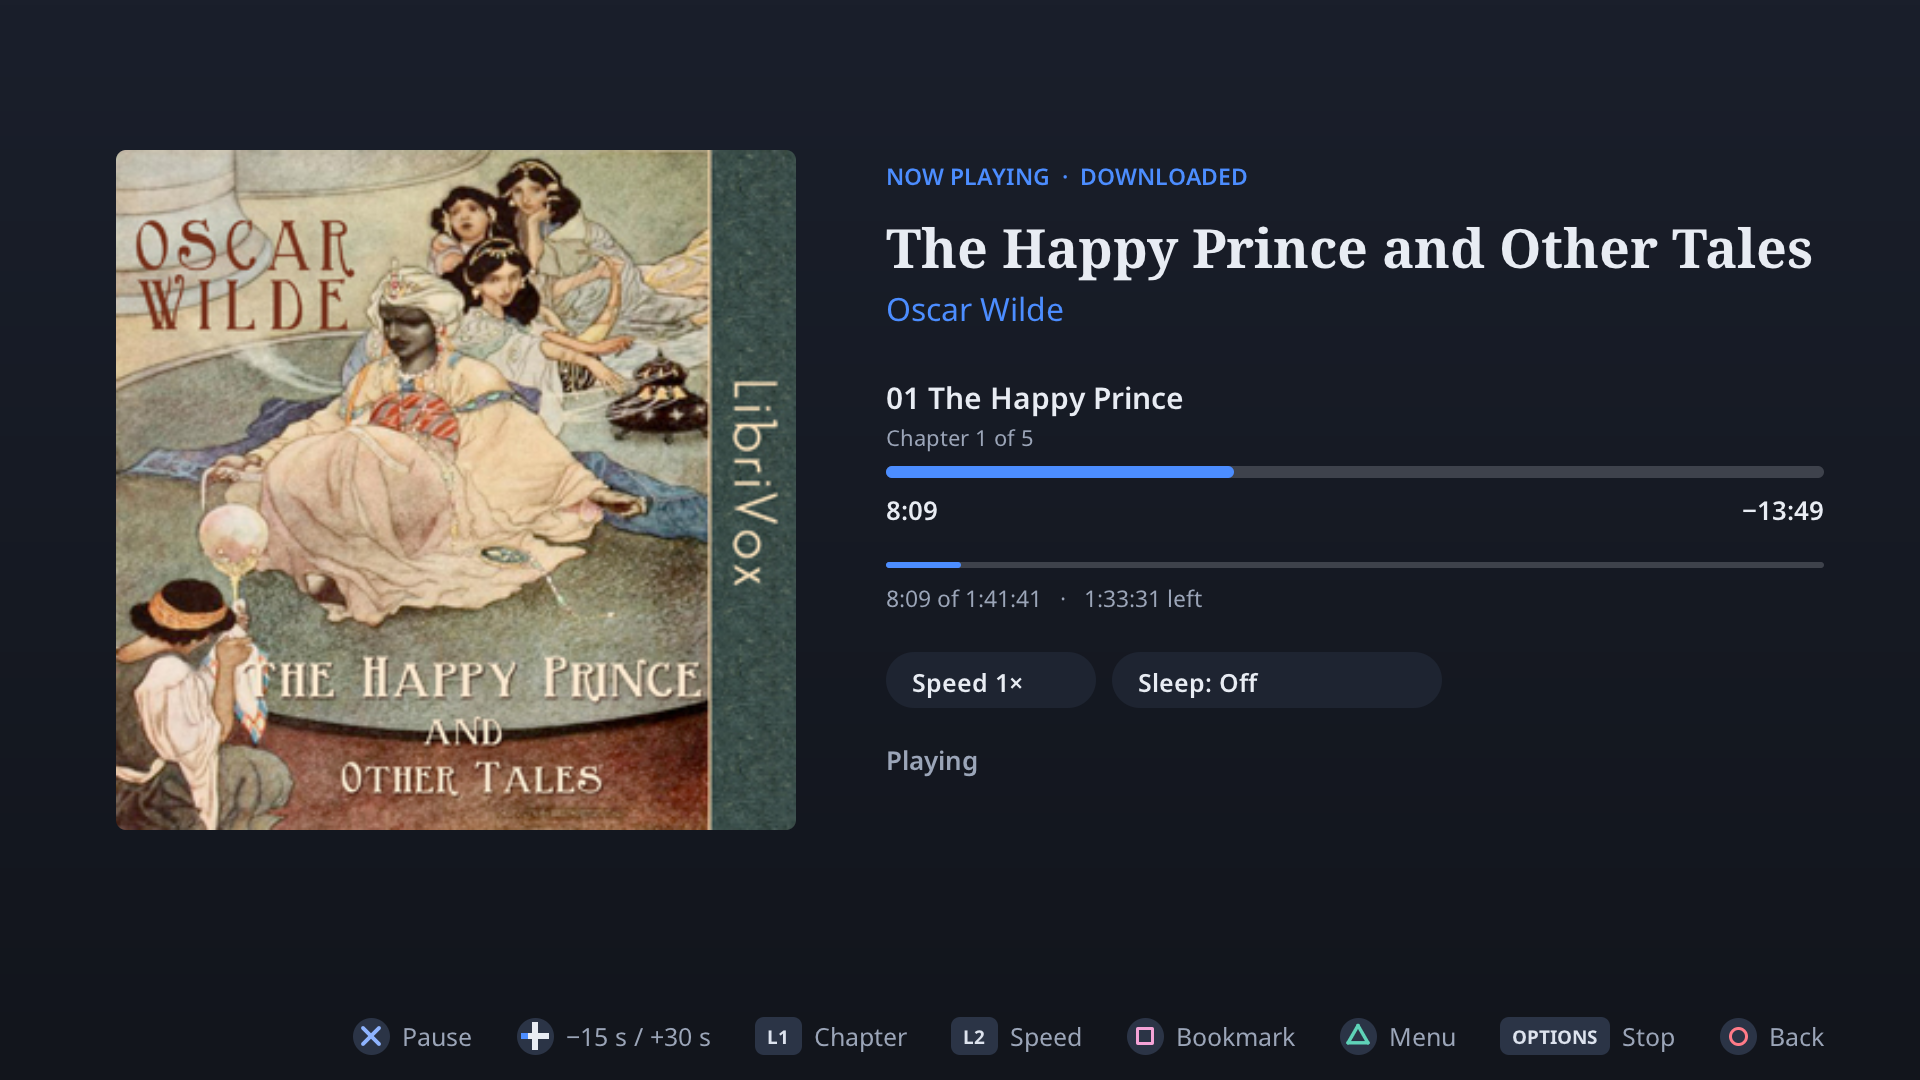 OSCAR
WILDE
LibriVox
THE HAPPY PRINCE
AND
OTHER TALES
NOW PLAYING · DOWNLOADED
The Happy Prince and Other Tales
Oscar Wilde
01 The Happy Prince
Chapter 1 of 5
8:09 −13:49
8:09 of 1:41:41 · 1:33:31 left
Speed 1× Sleep: Off
Playing
Pause −15 s / +30 s L1 Chapter L2 Speed Bookmark Menu OPTIONS Stop Back